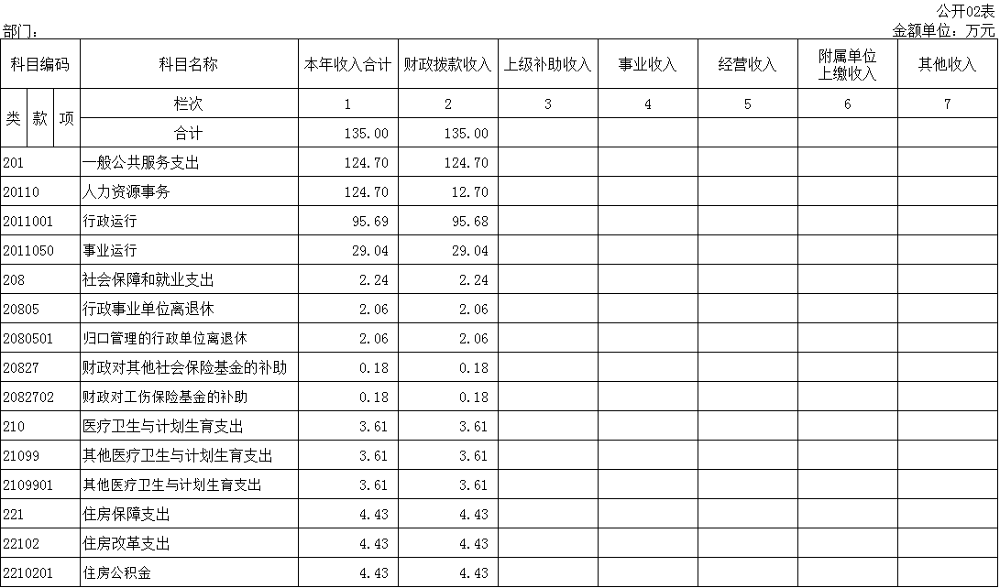 公开02表
部门: 金额单位: 万元
科目编码 科目名称 本年收入合计 财政拨款收入 上级补助收入 事业收入 经营收入 附属单位 其他收入
上缴收入
类 款 项 栏次 1 2 3 4 5 6 7
合计 135.00 135.00
201 一般公共服务支出 124.70 124.70
20110 人力资源事务 124.70 12.70
2011001 行政运行 95.69 95.68
2011050 事业运行 29.04 29.04
208 社会保障和就业支出 2.24 2.24
20805 行政事业单位离退休 2.06 2.06
2080501 归口管理的行政单位离退休 2.06 2.06
20827 财政对其他社会保险基金的补助 0.18 0.18
2082702 财政对工伤保险基金的补助 0.18 0.18
210 医疗卫生与计划生育支出 3.61 3.61
21099 其他医疗卫生与计划生育支出 3.61 3.61
2109901 其他医疗卫生与计划生育支出 3.61 3.61
221 住房保障支出 4.43 4.43
22102 住房改革支出 4.43 4.43
2210201 住房公积金 4.43 4.43